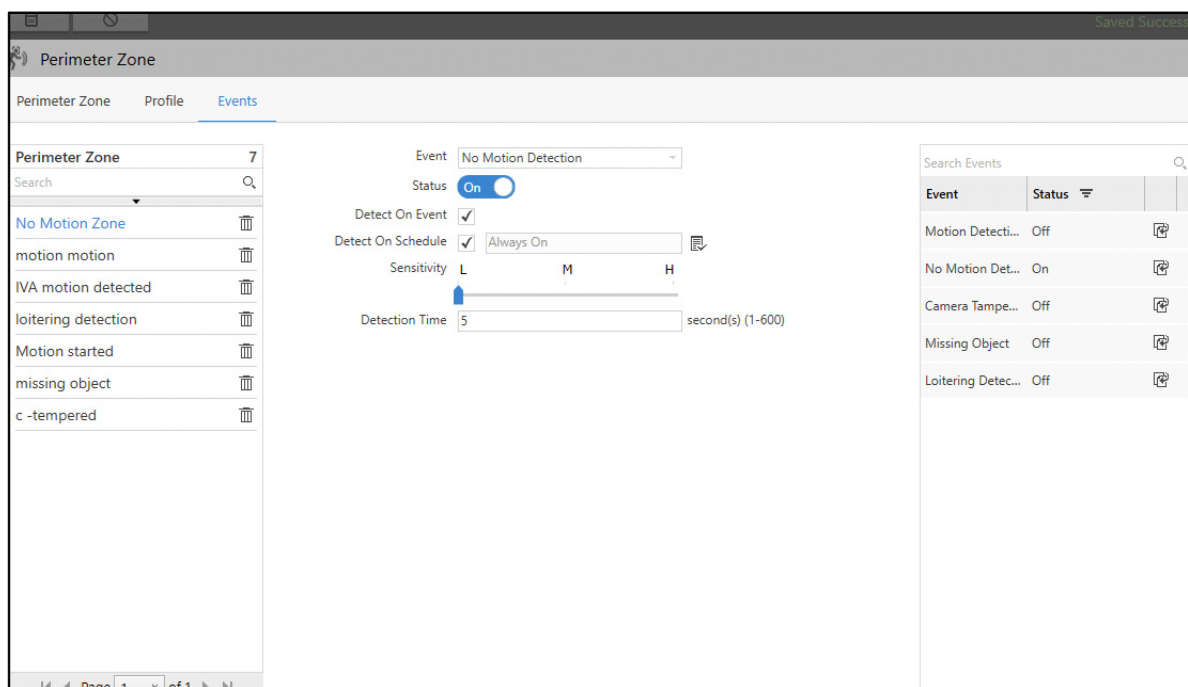 Saved Success
Perimeter Zone
Perimeter Zone Profile Events
Perimeter Zone 7
Search
No Motion Zone
motion motion
IVA motion detected
loitering detection
Motion started
missing object
c -tempered
Page 1 of 1
Event No Motion Detection
Status On
Detect On Event
Detect On Schedule Always On
Sensitivity L M H
Detection Time 5 second(s) (1-600)
Search Events
Event Status
Motion Detecti... Off
No Motion Det... On
Camera Tampe... Off
Missing Object Off
Loitering Detec... Off